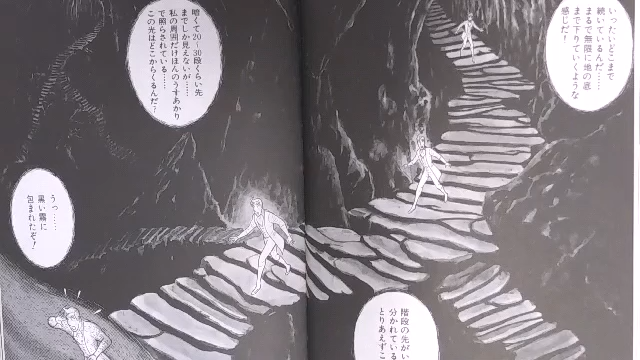 いったいどこまで
続いているんだ……
まるで無限に地の底
まで下りていくような
感じだ！
階段の先がい
分かれている
とりあえずこ
暗くて20～30段くらい先
までしか見えないが……
私の周囲だけほんのうすあかり
で照らされている……
この光はどこからくるんだ…？
うっ……
黒い霧に
包まれたぞ！